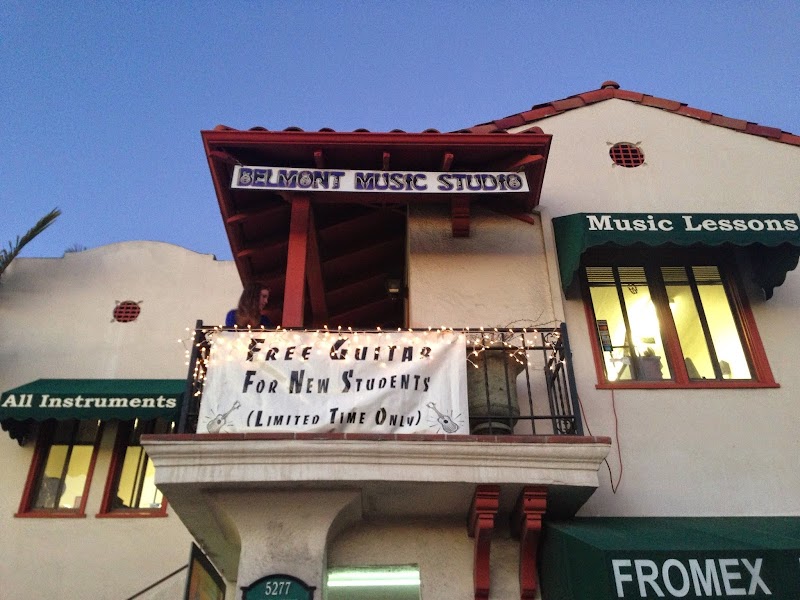 BELMONT MUSIC STUDIO
Music Lessons
FREE GUITAR
FOR NEW STUDENTS
(LIMITED TIME ONLY)
All Instruments
FROMEX
5277